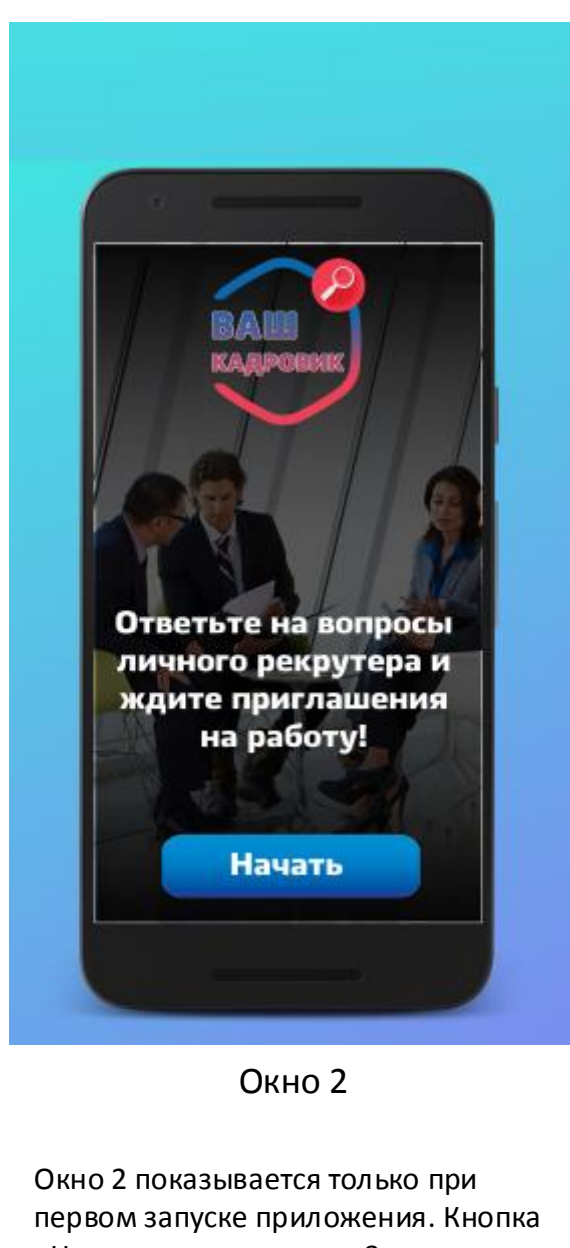 ВАШ
КАДРОВИК
Ответьте на вопросы
личного рекрутера и
ждите приглашения
на работу!
Начать
Окно 2
Окно 2 показывается только при
первом запуске приложения. Кнопка